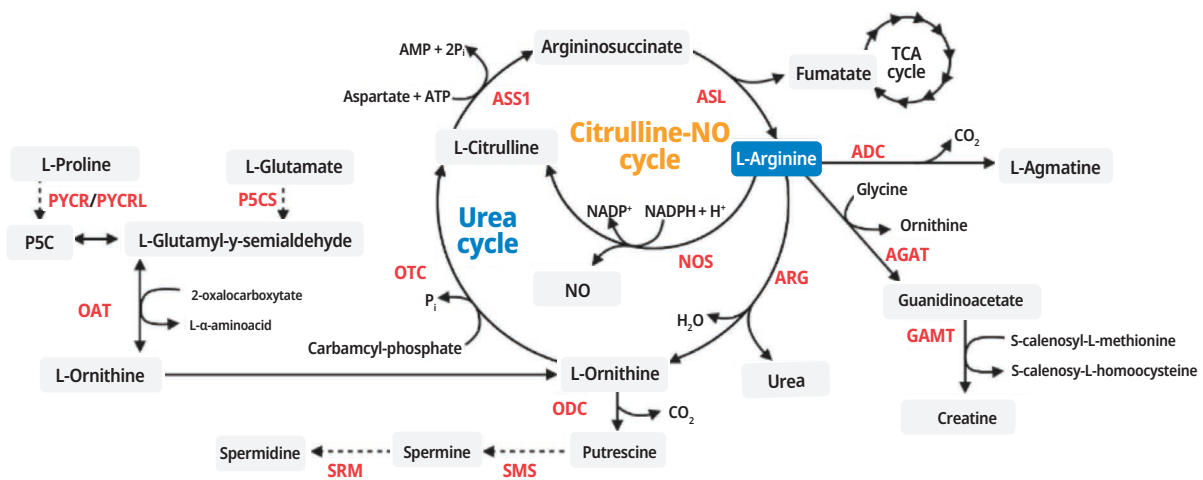 AMP + 2Pi
Argininosuccinate
Fumatate
TCA
cycle
Aspartate + ATP
ASS1
ASL
Citrulline-NO
cycle
L-Citrulline
L-Arginine
ADC
CO2
L-Agmatine
L-Proline
L-Glutamate
PYCR/PYCRL
P5CS
P5C
L-Glutamyl-y-semialdehyde
Urea
cycle
NADP+
NADPH + H+
Glycine
Ornithine
AGAT
NOS
NO
OTC
ARG
OAT
2-oxalocarboxytate
L-α-aminoacid
Pi
H2O
Carbamcyl-phosphate
Guanidinoacetate
GAMT
S-calenosyl-L-methionine
S-calenosy-L-homoocysteine
L-Ornithine
L-Ornithine
Urea
Creatine
ODC
CO2
Spermidine
SRM
Spermine
SMS
Putrescine